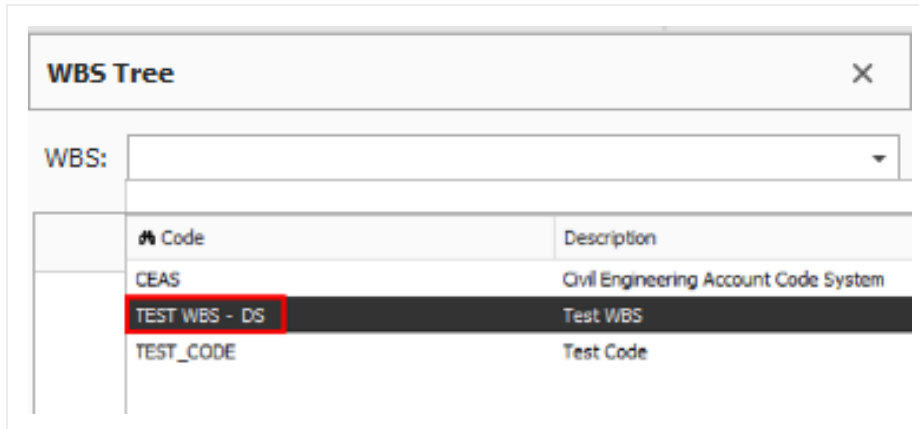 WBS Tree
WBS:
Code Description
CEAS Civil Engineering Account Code System
TEST WBS - DS Test WBS
TEST_CODE Test Code